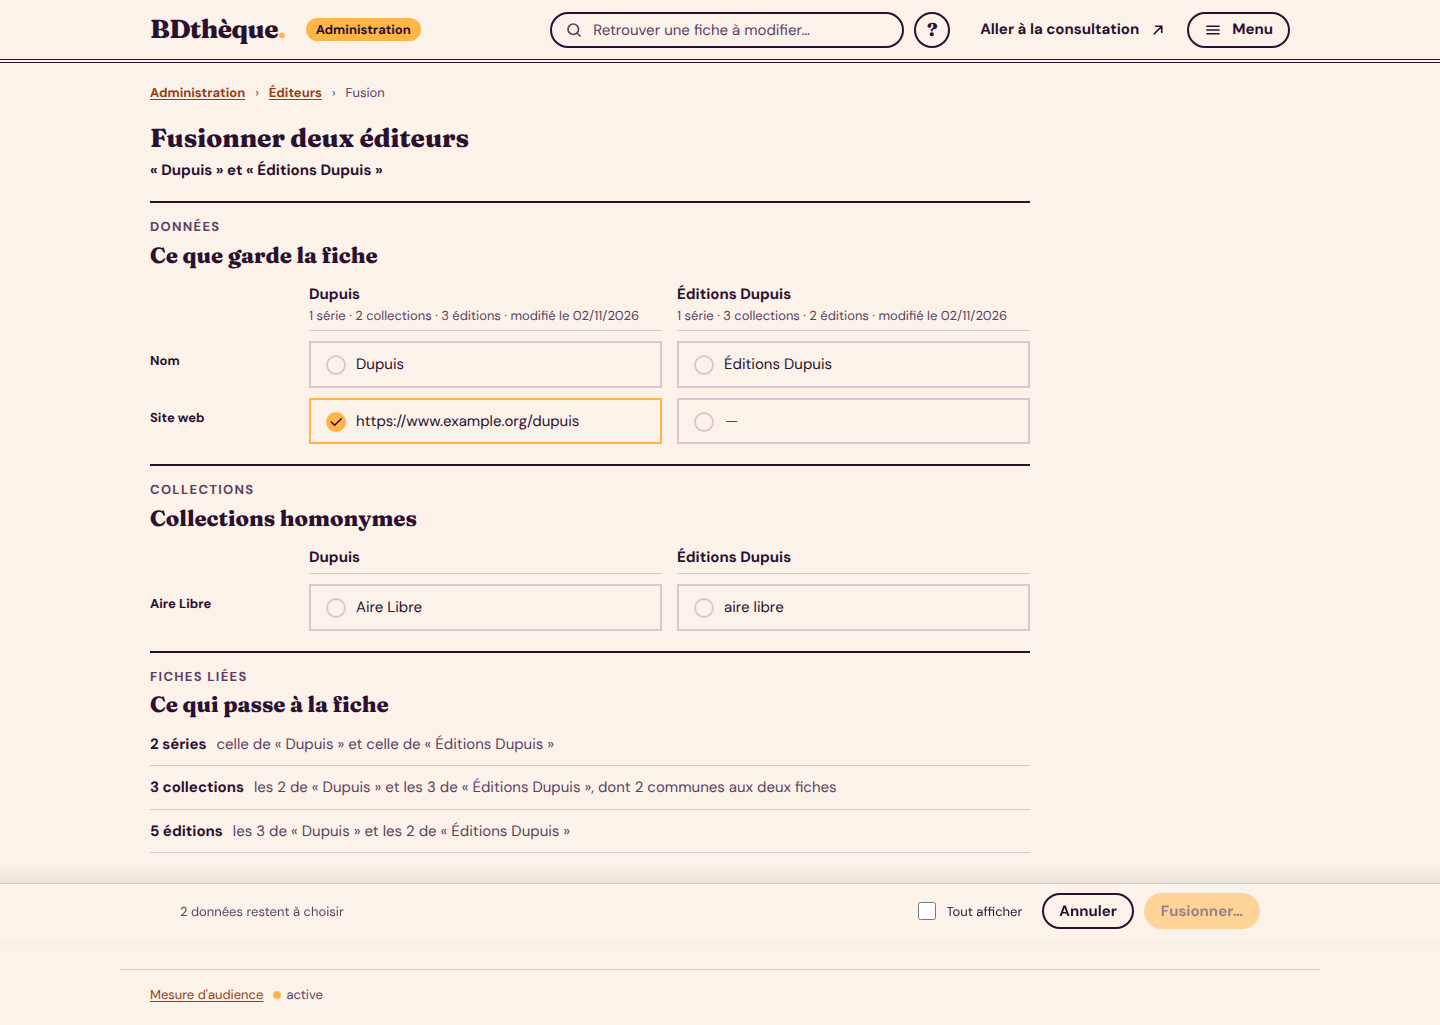 BDthèque.
Administration
Retrouver une fiche à modifier…
?
Aller à la consultation
Menu
Administration › Éditeurs › Fusion
Fusionner deux éditeurs
« Dupuis » et « Éditions Dupuis »
DONNÉES
Ce que garde la fiche
Dupuis
1 série · 2 collections · 3 éditions · modifié le 02/11/2026
Éditions Dupuis
1 série · 3 collections · 2 éditions · modifié le 02/11/2026
Nom
Dupuis
Éditions Dupuis
Site web
https://www.example.org/dupuis
—
COLLECTIONS
Collections homonymes
Dupuis
Éditions Dupuis
Aire Libre
Aire Libre
aire libre
FICHES LIÉES
Ce qui passe à la fiche
2 séries celle de « Dupuis » et celle de « Éditions Dupuis »
3 collections les 2 de « Dupuis » et les 3 de « Éditions Dupuis », dont 2 communes aux deux fiches
5 éditions les 3 de « Dupuis » et les 2 de « Éditions Dupuis »
2 données restent à choisir
Tout afficher
Annuler
Fusionner…
Mesure d'audience
active